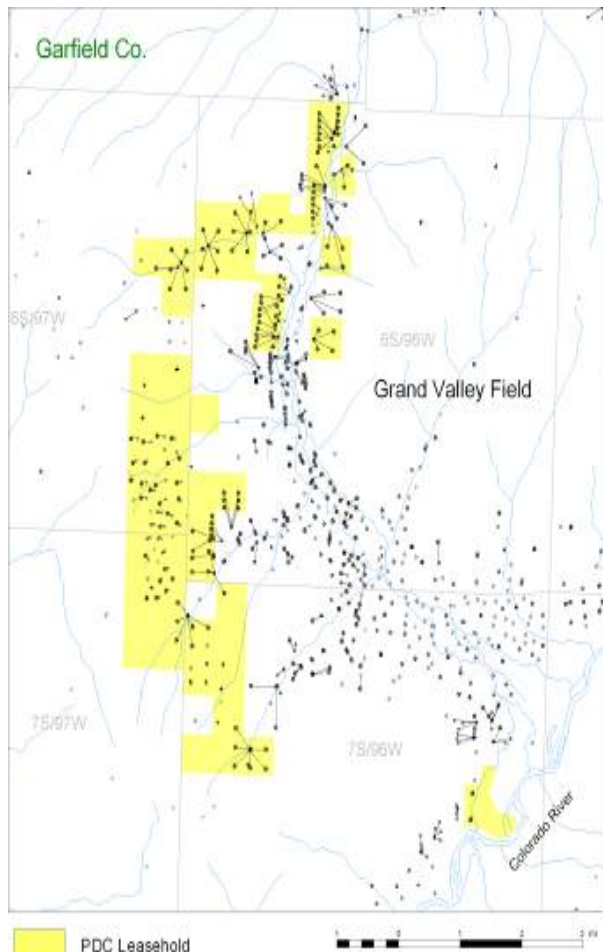 Garfield Co.
6S/97W
6S/96W
Grand Valley Field
7S/97W
7S/96W
Colorado River
PDC Leasehold